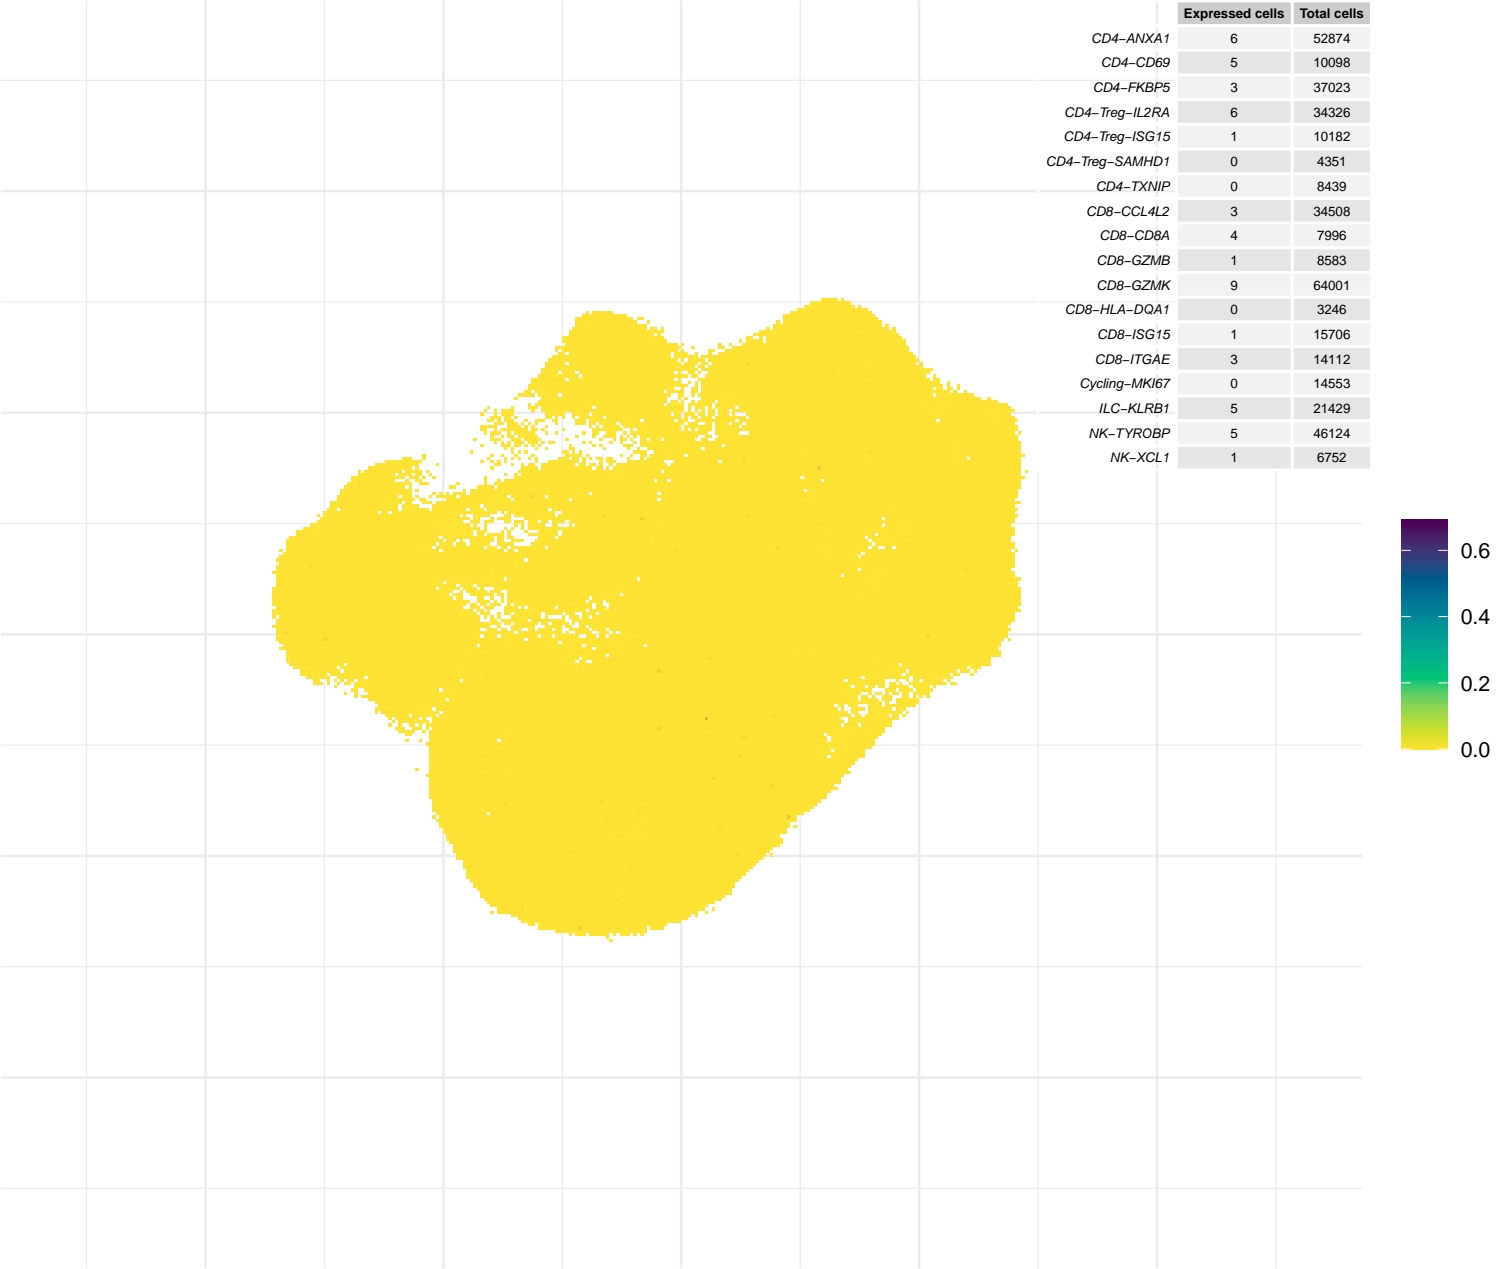 Expressed cells Total cells
CD4−ANXA1 6 52874
CD4−CD69 5 10098
CD4−FKBP5 3 37023
CD4−Treg−IL2RA 6 34326
CD4−Treg−ISG15 1 10182
CD4−Treg−SAMHD1 0 4351
CD4−TXNIP 0 8439
CD8−CCL4L2 3 34508
CD8−CD8A 4 7996
CD8−GZMB 1 8583
CD8−GZMK 9 64001
CD8−HLA−DQA1 0 3246
CD8−ISG15 1 15706
CD8−ITGAE 3 14112
Cycling−MKI67 0 14553
ILC−KLRB1 5 21429
NK−TYROBP 5 46124
NK−XCL1 1 6752
0.6
0.4
0.2
0.0